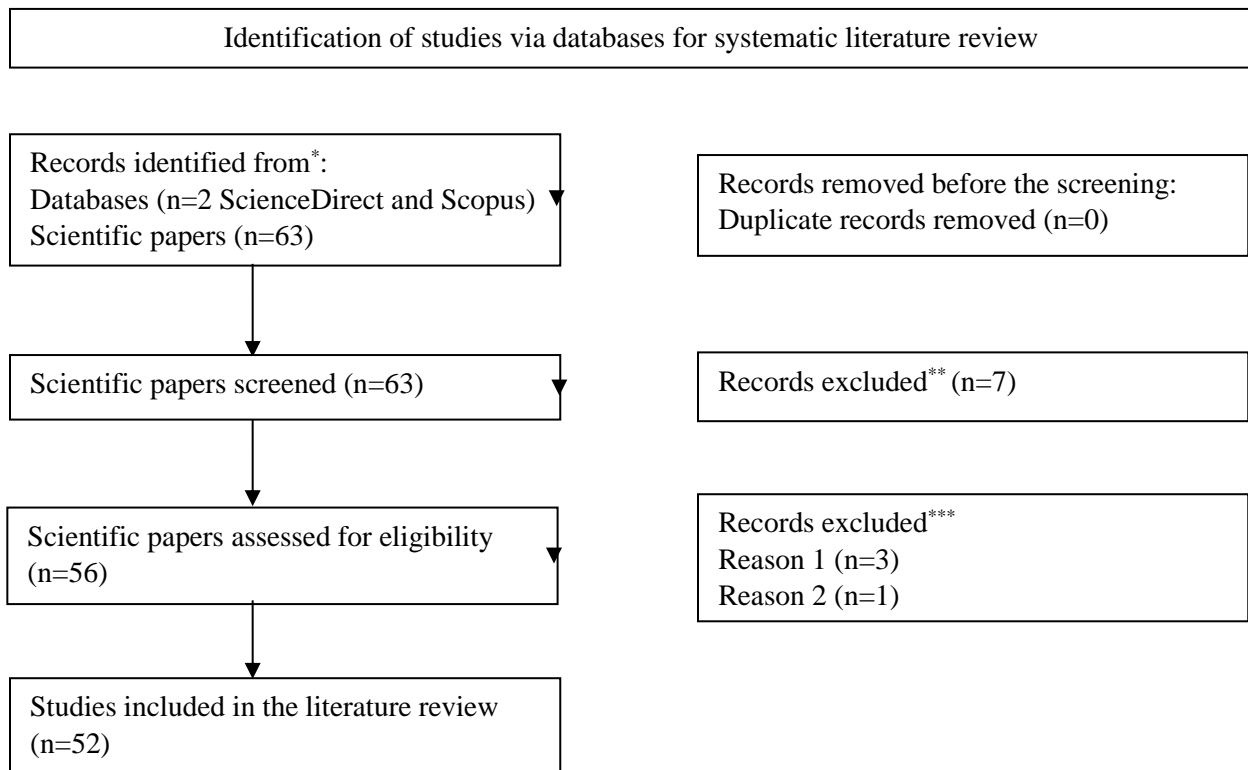 Identification of studies via databases for systematic literature review
Records identified from*:
Databases (n=2 ScienceDirect and Scopus)
Scientific papers (n=63)
Records removed before the screening:
Duplicate records removed (n=0)
Scientific papers screened (n=63)
Records excluded** (n=7)
Scientific papers assessed for eligibility
(n=56)
Records excluded***
Reason 1 (n=3)
Reason 2 (n=1)
Studies included in the literature review
(n=52)